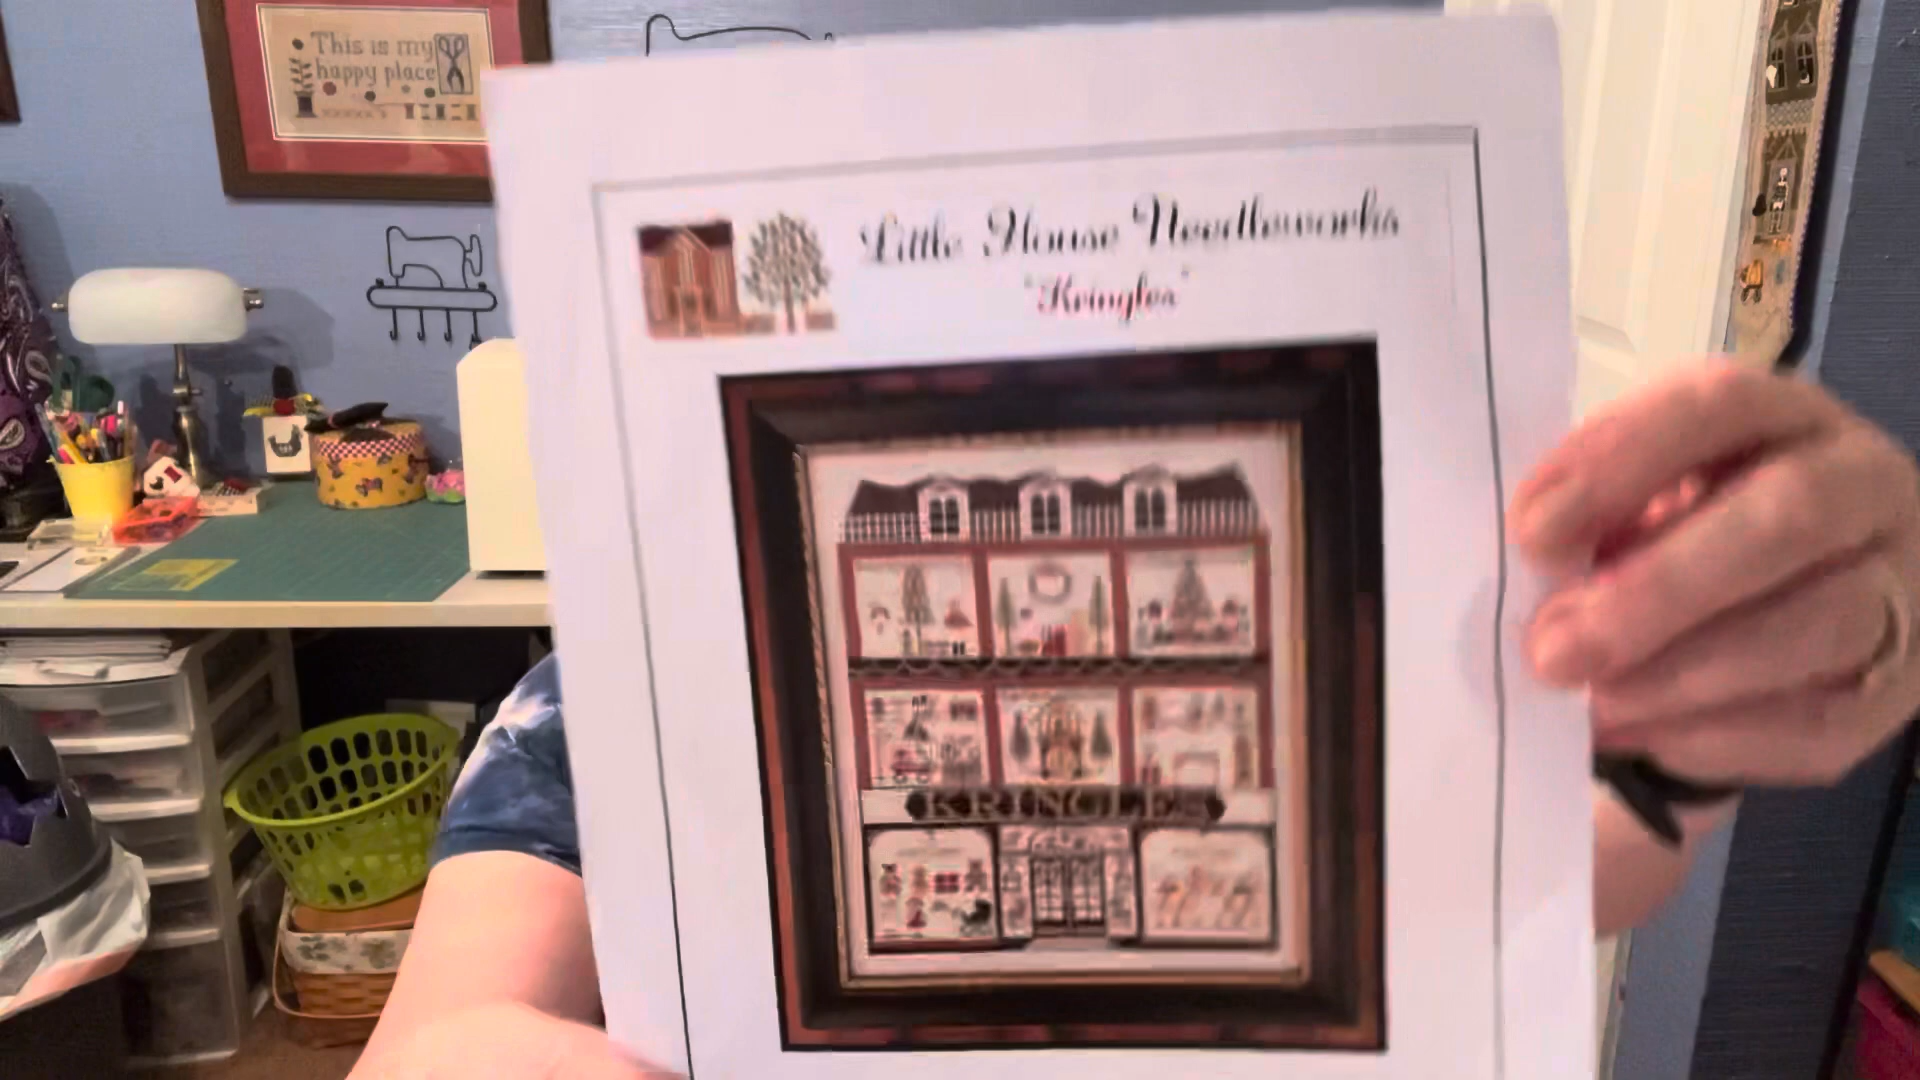 This is my
happy place
Little House Needleworks
"Kringles"
KRINGLES